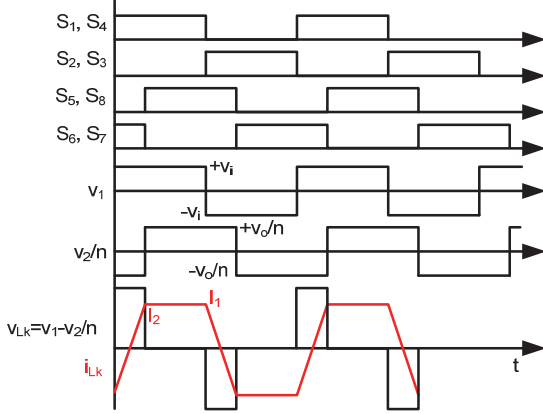 S1, S4
S2, S3
S5, S8
S6, S7
+vi
v1
-vi
+vo/n
v2/n
-vo/n
I1
I2
vLk=v1-v2/n
iLk
t